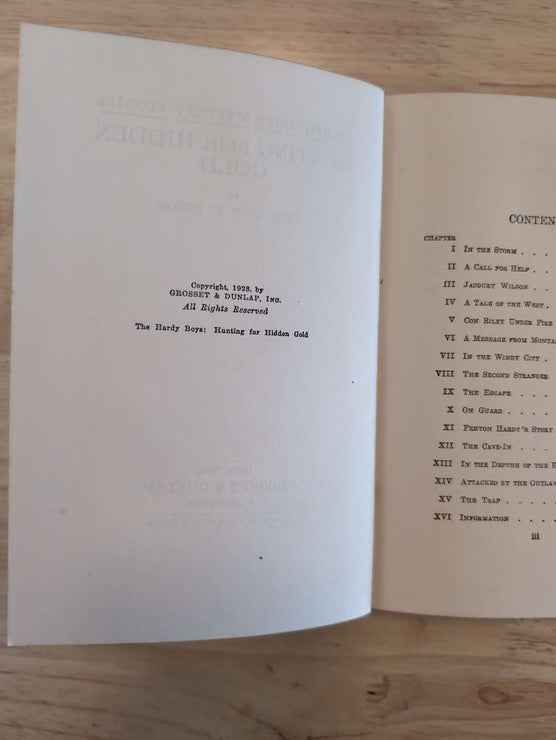 Copyright, 1928, by
GROSSET & DUNLAP, INC.
All Rights Reserved
The Hardy Boys: Hunting for Hidden Gold
CONTEN
CHAPTER
I IN THE STORM . . .
II A CALL FOR HELP . . .
III JADBURY WILSON . . .
IV A TALE OF THE WEST . .
V CON RILEY UNDER FIRE
VI A MESSAGE FROM MONTAN
VII IN THE WINDY CITY . .
VIII THE SECOND STRANGER
IX THE ESCAPE . . . .
X ON GUARD . . . .
XI FENTON HARDY'S STORY
XII THE CAVE-IN . . .
XIII IN THE DEPTHS OF THE E
XIV ATTACKED BY THE OUTLAW
XV THE TRAP . . . . .
XVI INFORMATION . . . .
iii